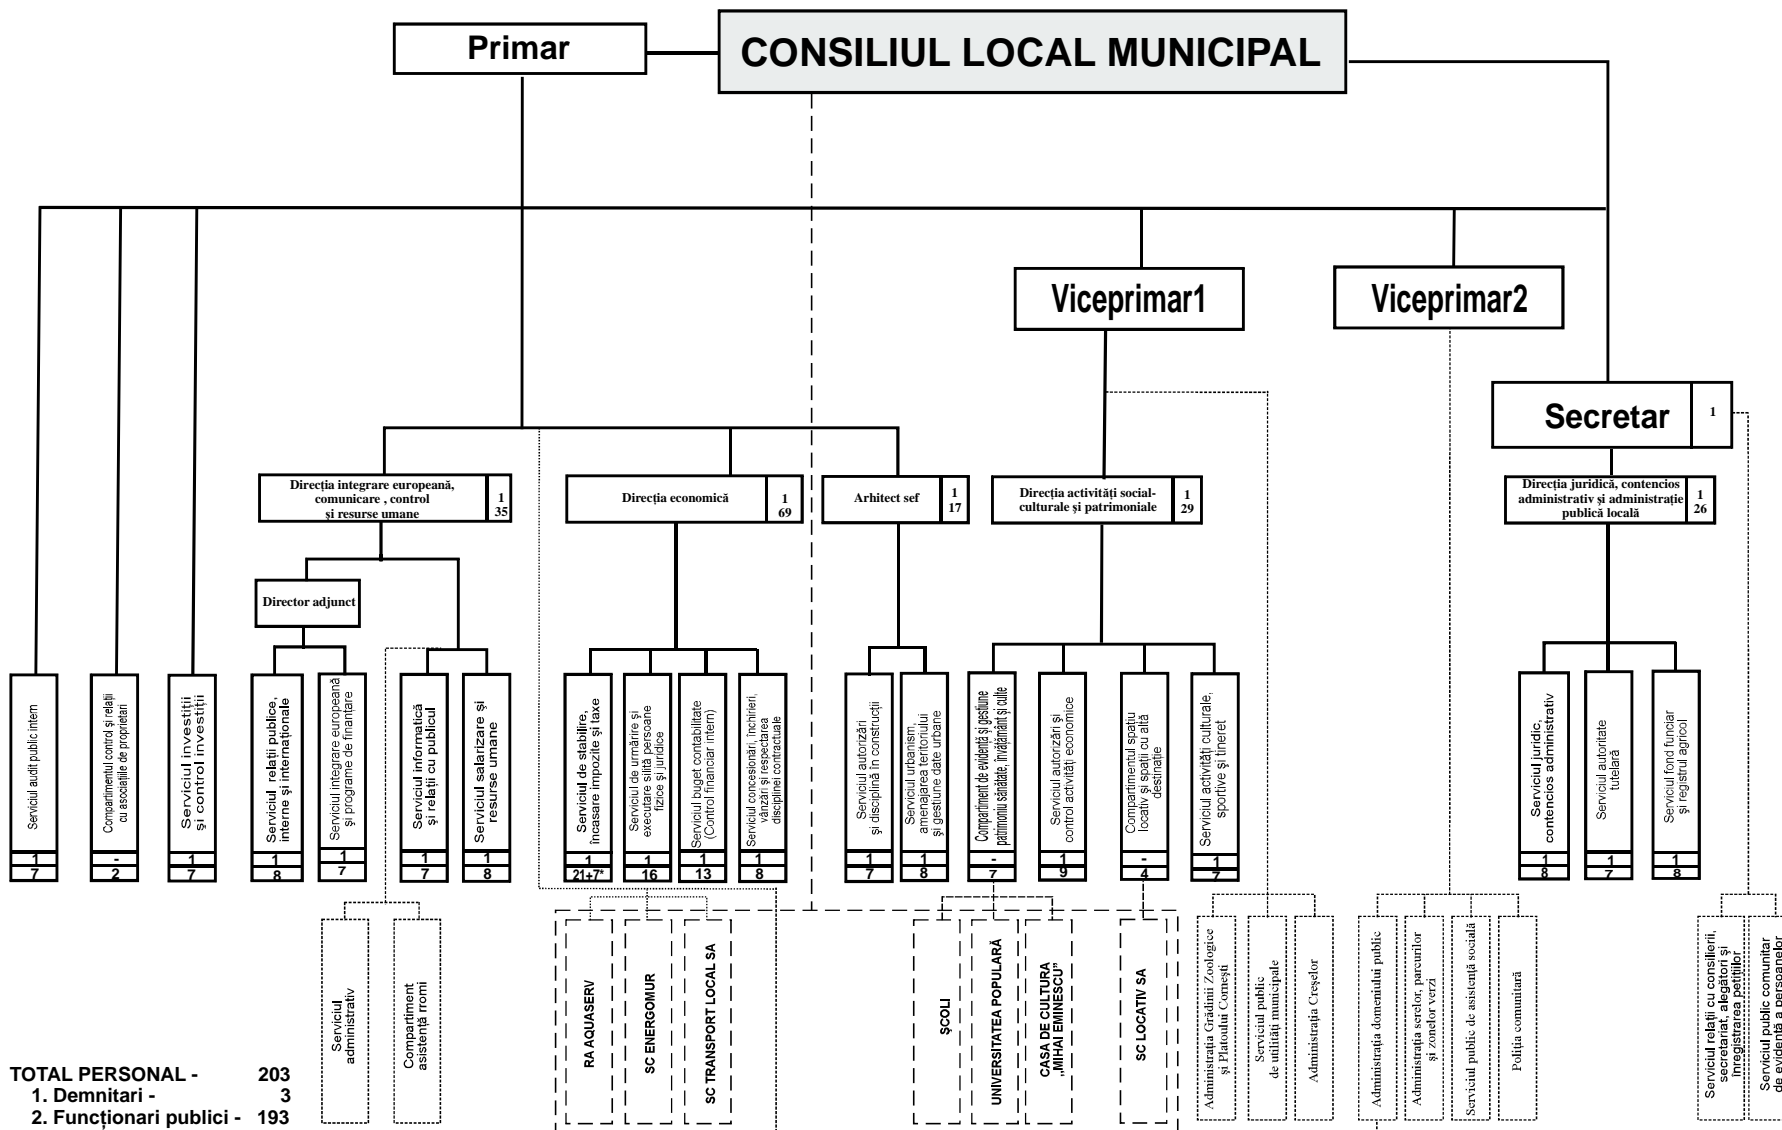 Primar
CONSILIUL LOCAL MUNICIPAL
Viceprimar1
Viceprimar2
Secretar
1
Direcția integrare europeană,
comunicare , control
și resurse umane
1
35
Direcția economică
1
69
Arhitect sef
1
17
Direcția activități social-
culturale și patrimoniale
1
29
Direcția juridică, contencios
administrativ și administrație
publică locală
1
26
Director adjunct
Serviciul audit public intern
1
7
Compartimentul control și relații
cu asociațiile de proprietari
-
2
Serviciul investiții
și control investiții
1
7
Serviciul relații publice,
interne și internaționale
1
8
Serviciul integrare europeană
și programe de finanțare
1
7
Serviciul informatică
și relații cu publicul
1
7
Serviciul salarizare și
resurse umane
1
8
Serviciul de stabilire,
încasare impozite și taxe
1
21+7*
Serviciul de urmărire și
executare silită persoane
fizice și juridice
1
16
Serviciul buget contabilitate
(Control financiar intern)
1
13
Serviciul concesionări, închirieri,
vânzări și respectarea
disciplinei contractuale
1
8
Serviciul autorizări
și disciplină în construcții
1
7
Serviciul urbanism,
amenajarea teritoriului
și gestiune date urbane
1
8
Compartiment de evidență și gestiune
patrimoniu sănătate, învățământ și culte
-
7
Serviciul autorizări și
control activități economice
1
9
Compartimentul spațiu
locativ și spații cu altă
destinație
-
4
Serviciul activități culturale,
sportive și tineret
1
7
Serviciul juridic,
contencios administrativ
1
8
Serviciul autoritate
tutelară
1
7
Serviciul fond funciar
și registrul agricol
1
8
Serviciul
administrativ
Compartiment
asistență rromi
RA AQUASERV
SC ENERGOMUR
SC TRANSPORT LOCAL SA
ȘCOLI
UNIVERSITATEA POPULARĂ
CASA DE CULTURA
„MIHAI EMINESCU”
SC LOCATIV SA
Administrația Grădinii Zoologice
și Platoului Cornești
Serviciul public
de utilități municipale
Administrația Creșelor
Administrația domeniului public
Administrația serelor, parcurilor
și zonelor verzi
Serviciul public de asistență socială
Poliția comunitară
Serviciul relații cu consilierii,
secretariat, alegători și
înregistrarea petițiilor
Serviciul public comunitar
de evidență a persoanelor
TOTAL PERSONAL - 203
1. Demnitari - 3
2. Funcționari publici - 193